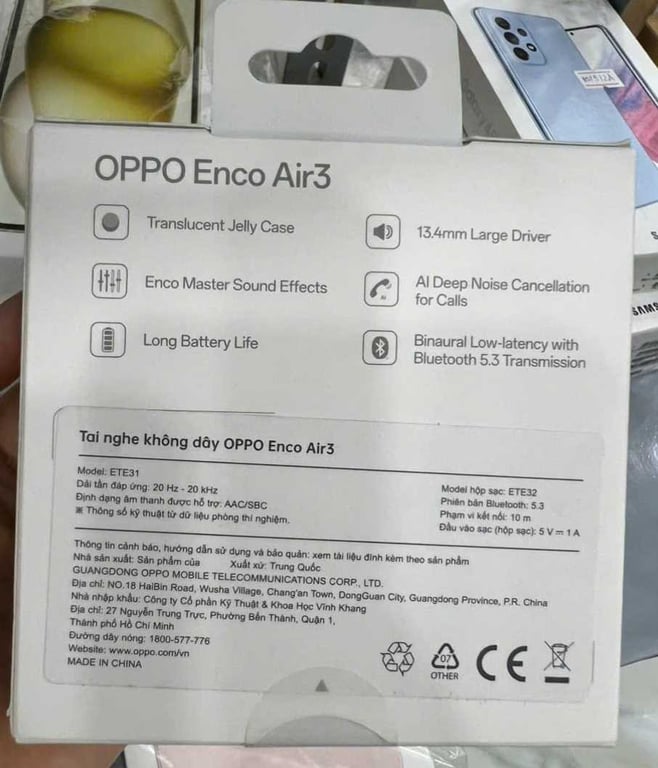 OPPO Enco Air3
Translucent Jelly Case
13.4mm Large Driver
Enco Master Sound Effects
AI Deep Noise Cancellation
for Calls
Long Battery Life
Binaural Low-latency with
Bluetooth 5.3 Transmission
Tai nghe không dây OPPO Enco Air3
Model: ETE31
Dải tần đáp ứng: 20 Hz - 20 kHz
Định dạng âm thanh được hỗ trợ: AAC/SBC
※ Thông số kỹ thuật từ dữ liệu phòng thí nghiệm.
Model hộp sạc: ETE32
Phiên bản Bluetooth: 5.3
Phạm vi kết nối: 10 m
Đầu vào sạc (hộp sạc): 5 V⎓1 A
Thông tin cảnh báo, hướng dẫn sử dụng và bảo quản: xem tài liệu đính kèm theo sản phẩm
Nhà sản xuất: Sản phẩm của Xuất xứ: Trung Quốc
GUANGDONG OPPO MOBILE TELECOMMUNICATIONS CORP., LTD.
Địa chỉ: NO.18 HaiBin Road, Wusha Village, Chang'an Town, DongGuan City, Guangdong Province, P.R. China
Nhà nhập khẩu: Công ty Cổ phần Kỹ Thuật & Khoa Học Vĩnh Khang
Địa chỉ: 27 Nguyễn Trung Trực, Phường Bến Thành, Quận 1,
Thành phố Hồ Chí Minh
Đường dây nóng: 1800-577-776
Website: www.oppo.com/vn
MADE IN CHINA
07
OTHER
CE
AI
SAMS